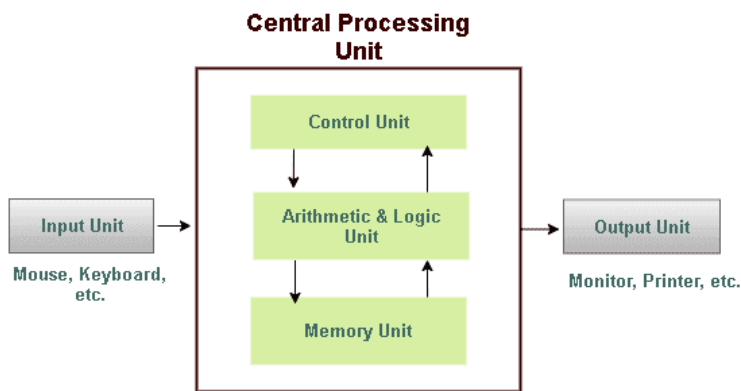 Central Processing
Unit
Control Unit
Input Unit
Arithmetic & Logic
Unit
Output Unit
Mouse, Keyboard,
etc.
Monitor, Printer, etc.
Memory Unit